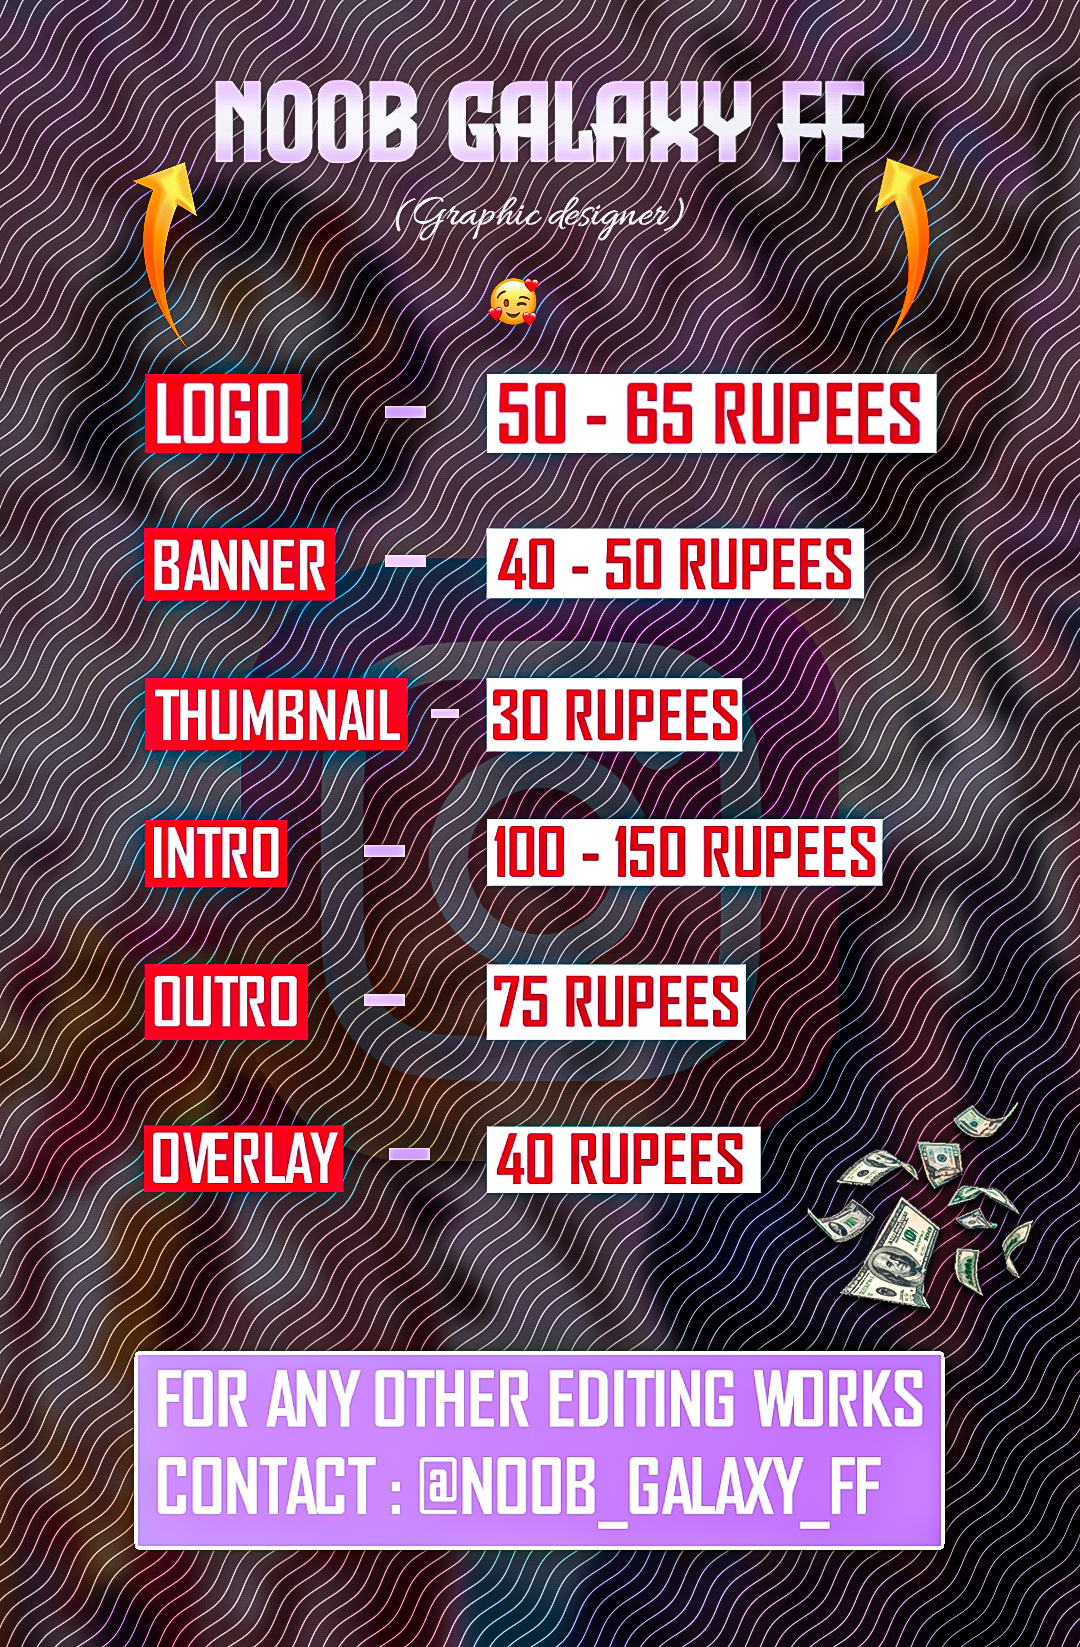 NOOB GALAXY FF
(Graphic designer)
LOGO - 50 - 65 RUPEES
BANNER - 40 - 50 RUPEES
THUMBNAIL - 30 RUPEES
INTRO - 100 - 150 RUPEES
OUTRO - 75 RUPEES
OVERLAY - 40 RUPEES
FOR ANY OTHER EDITING WORKS
CONTACT : @NOOB_GALAXY_FF